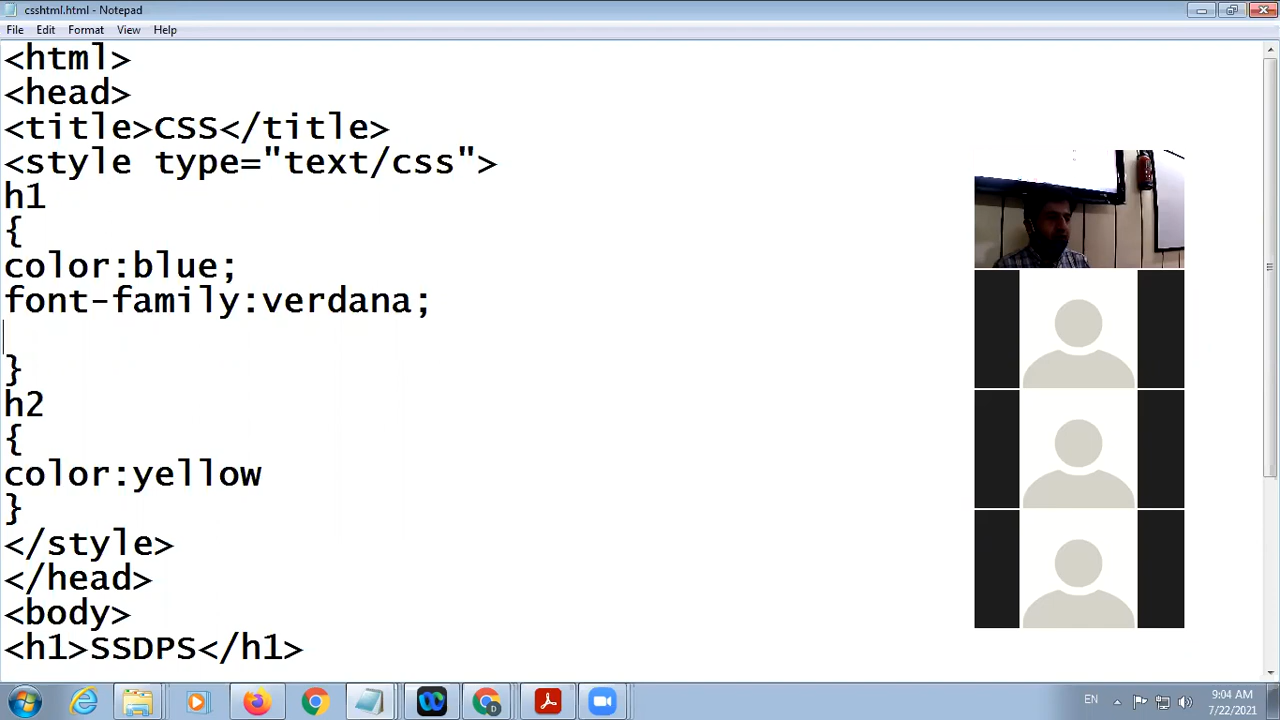 csshtml.html - Notepad
File Edit Format View Help
<html>
<head>
<title>CSS</title>
<style type="text/css">
h1
{
color:blue;
font-family:verdana;
}
h2
{
color:yellow
}
</style>
</head>
<body>
<h1>SSDPS</h1>
EN
9:04 AM
7/22/2021